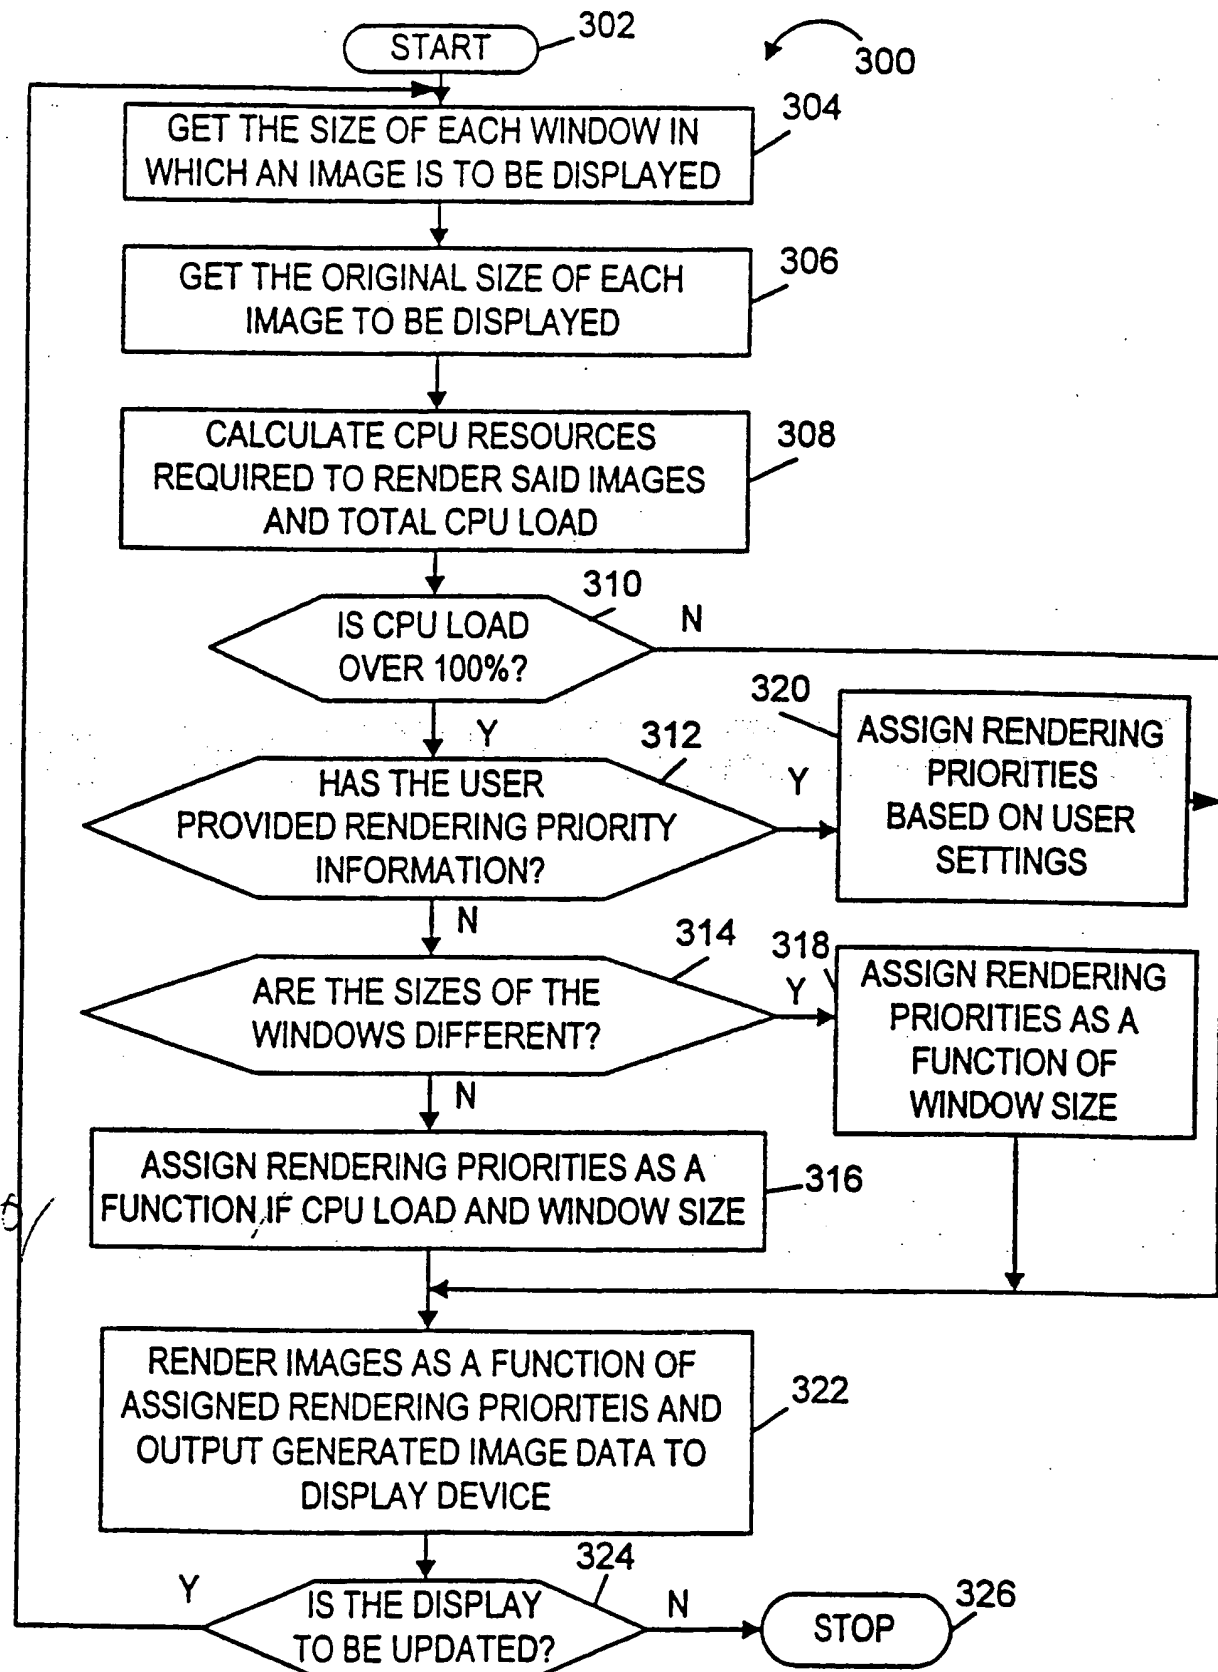 START
302
300
304
GET THE SIZE OF EACH WINDOW IN
WHICH AN IMAGE IS TO BE DISPLAYED
306
GET THE ORIGINAL SIZE OF EACH
IMAGE TO BE DISPLAYED
308
CALCULATE CPU RESOURCES
REQUIRED TO RENDER SAID IMAGES
AND TOTAL CPU LOAD
310
IS CPU LOAD
OVER 100%?
N
Y
312
HAS THE USER
PROVIDED RENDERING PRIORITY
INFORMATION?
Y
320
ASSIGN RENDERING
PRIORITIES
BASED ON USER
SETTINGS
N
314
ARE THE SIZES OF THE
WINDOWS DIFFERENT?
Y
318
ASSIGN RENDERING
PRIORITIES AS A
FUNCTION OF
WINDOW SIZE
N
ASSIGN RENDERING PRIORITIES AS A
FUNCTION IF CPU LOAD AND WINDOW SIZE
316
RENDER IMAGES AS A FUNCTION OF
ASSIGNED RENDERING PRIORITEIS AND
OUTPUT GENERATED IMAGE DATA TO
DISPLAY DEVICE
322
324
Y
IS THE DISPLAY
TO BE UPDATED?
N
STOP
326